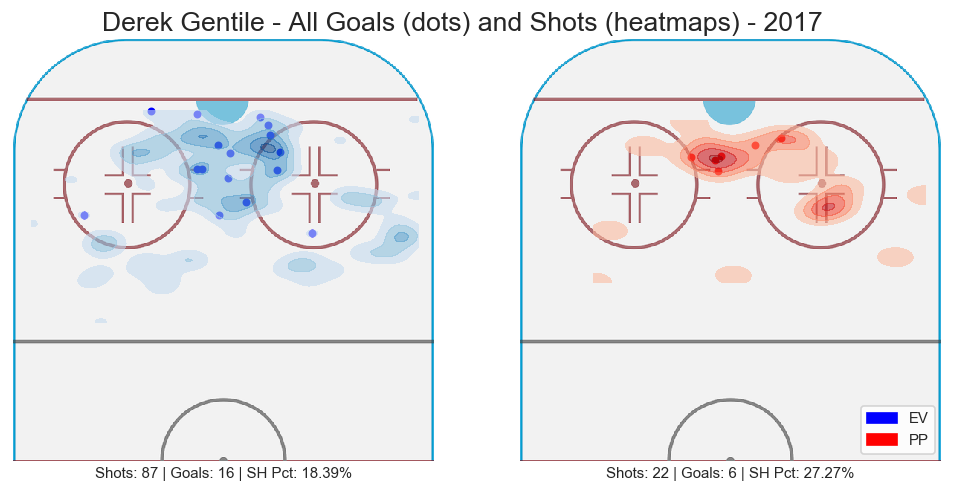 Derek Gentile - All Goals (dots) and Shots (heatmaps) - 2017
EV
PP
Shots: 87 | Goals: 16 | SH Pct: 18.39%
Shots: 22 | Goals: 6 | SH Pct: 27.27%